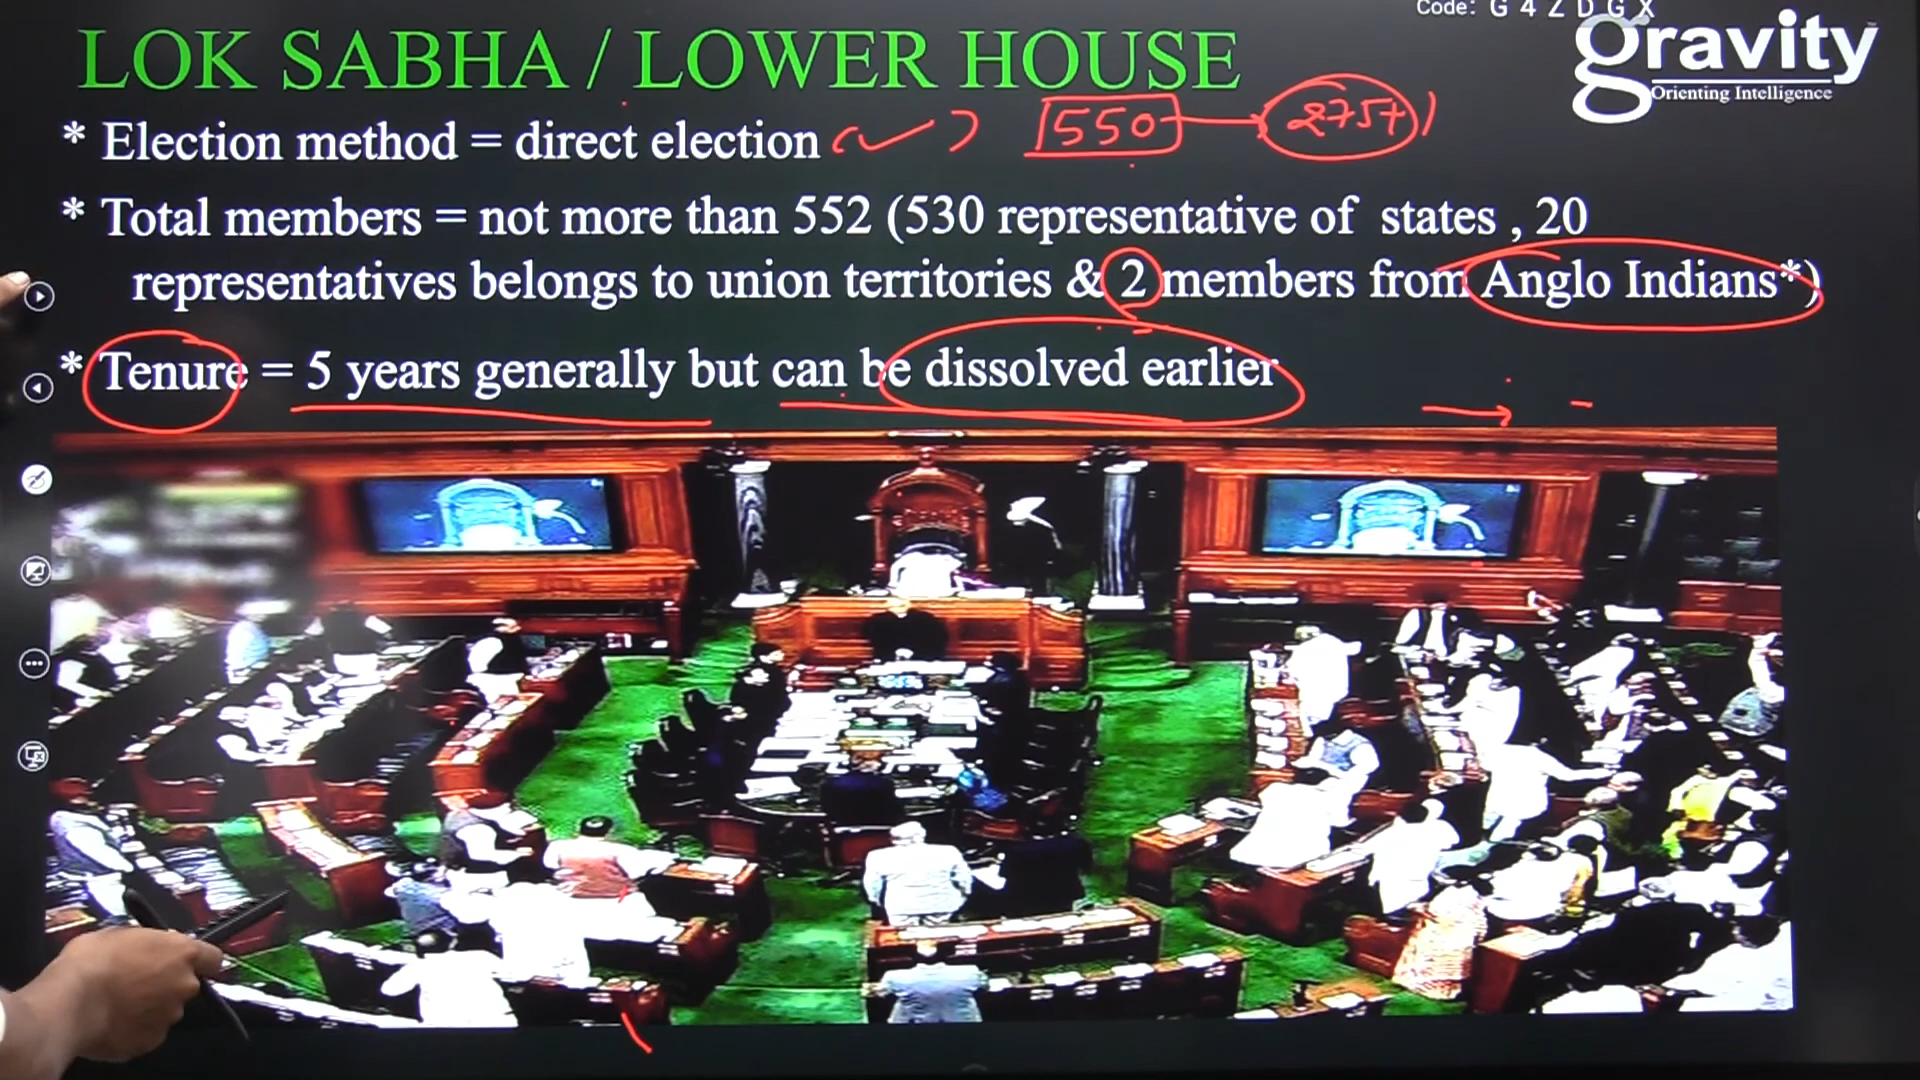 Code: G 4 Z D G X
LOK SABHA / LOWER HOUSE
gravity
Orienting Intelligence
* Election method = direct election
550
275+1
* Total members = not more than 552 (530 representative of states , 20
representatives belongs to union territories & 2 members from Anglo Indians*)
* Tenure = 5 years generally but can be dissolved earlier